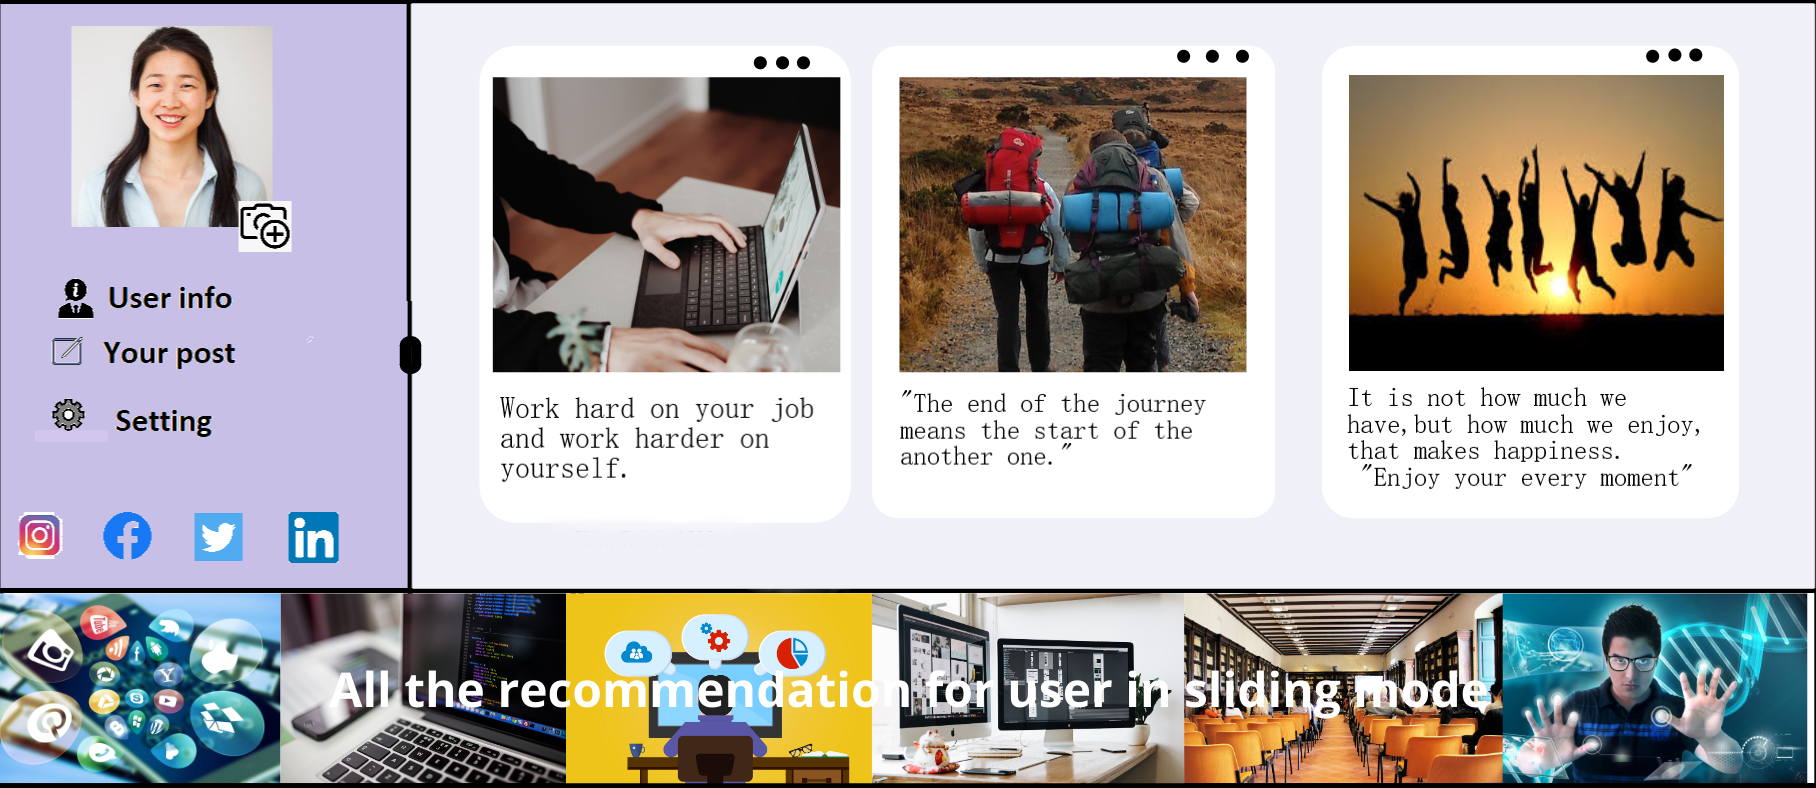 User info
Your post
Setting
in
Work hard on your job
and work harder on
yourself.
"The end of the journey
means the start of the
another one."
It is not how much we
have,but how much we enjoy,
that makes happiness.
"Enjoy your every moment"
All the recommendation for user in sliding mode